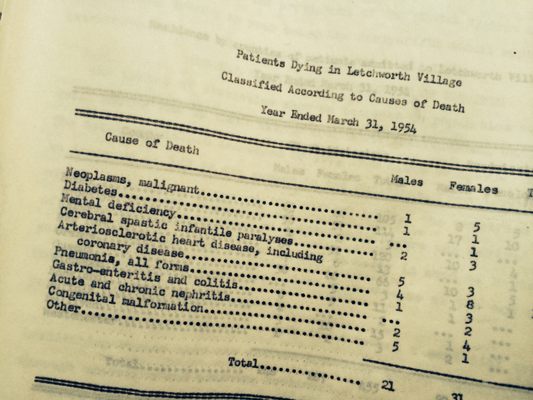 Patients Dying in Letchworth Village
Classified According to Causes of Death
Year Ended March 31, 1954
Cause of Death Males Females
Neoplasms, malignant 1 5
Diabetes 1 1
Mental deficiency ... 1
Cerebral spastic infantile paralyses 2 3
Arteriosclerotic heart disease, including
coronary disease 5 3
Pneumonia, all forms 4 8
Gastro-enteritis and colitis 1 3
Acute and chronic nephritis ... 2
Congenital malformation 2 4
Other 5 1
Total 21 31